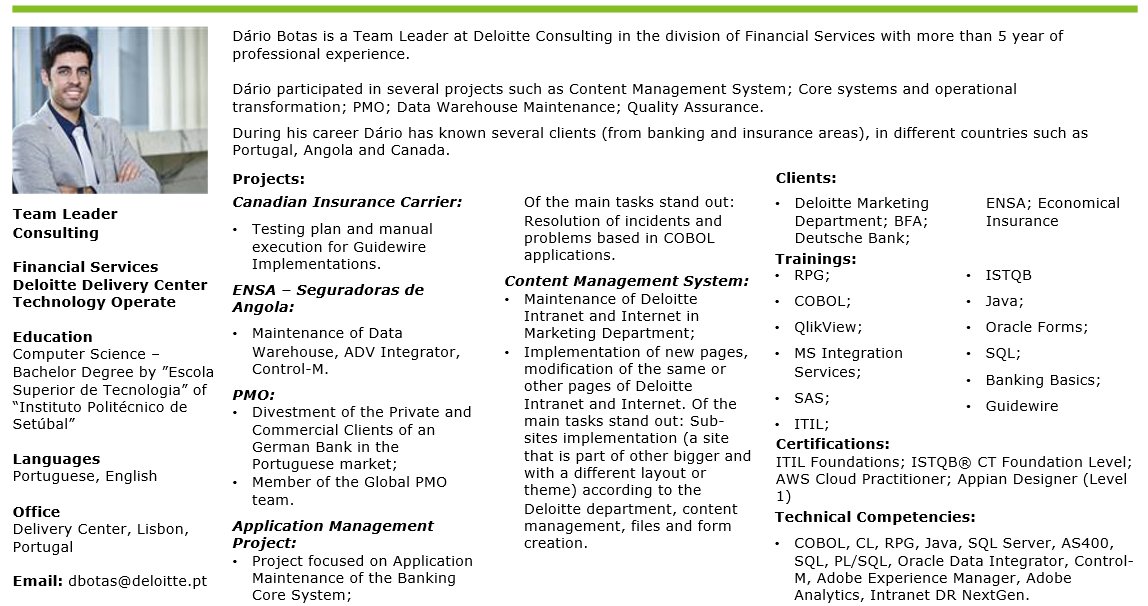 Dário Botas is a Team Leader at Deloitte Consulting in the division of Financial Services with more than 5 year of
professional experience.
Dário participated in several projects such as Content Management System; Core systems and operational
transformation; PMO; Data Warehouse Maintenance; Quality Assurance.
During his career Dário has known several clients (from banking and insurance areas), in different countries such as
Portugal, Angola and Canada.
Team Leader
Consulting
Financial Services
Deloitte Delivery Center
Technology Operate
Education
Computer Science –
Bachelor Degree by ”Escola
Superior de Tecnologia” of
“Instituto Politécnico de
Setúbal”
Languages
Portuguese, English
Office
Delivery Center, Lisbon,
Portugal
Email: dbotas@deloitte.pt
Projects:
Canadian Insurance Carrier:
• Testing plan and manual
execution for Guidewire
Implementations.
ENSA – Seguradoras de
Angola:
• Maintenance of Data
Warehouse, ADV Integrator,
Control-M.
PMO:
• Divestment of the Private and
Commercial Clients of an
German Bank in the
Portuguese market;
• Member of the Global PMO
team.
Application Management
Project:
• Project focused on Application
Maintenance of the Banking
Core System;
Of the main tasks stand out:
Resolution of incidents and
problems based in COBOL
applications.
Content Management System:
• Maintenance of Deloitte
Intranet and Internet in
Marketing Department;
• Implementation of new pages,
modification of the same or
other pages of Deloitte
Intranet and Internet. Of the
main tasks stand out: Sub-
sites implementation (a site
that is part of other bigger and
with a different layout or
theme) according to the
Deloitte department, content
management, files and form
creation.
Clients:
• Deloitte Marketing
Department; BFA;
Deutsche Bank;
ENSA; Economical
Insurance
Trainings:
• RPG;
• COBOL;
• QlikView;
• MS Integration
Services;
• SAS;
• ITIL;
• ISTQB
• Java;
• Oracle Forms;
• SQL;
• Banking Basics;
• Guidewire
Certifications:
ITIL Foundations; ISTQB® CT Foundation Level;
AWS Cloud Practitioner; Appian Designer (Level
1)
Technical Competencies:
• COBOL, CL, RPG, Java, SQL Server, AS400,
SQL, PL/SQL, Oracle Data Integrator, Control-
M, Adobe Experience Manager, Adobe
Analytics, Intranet DR NextGen.